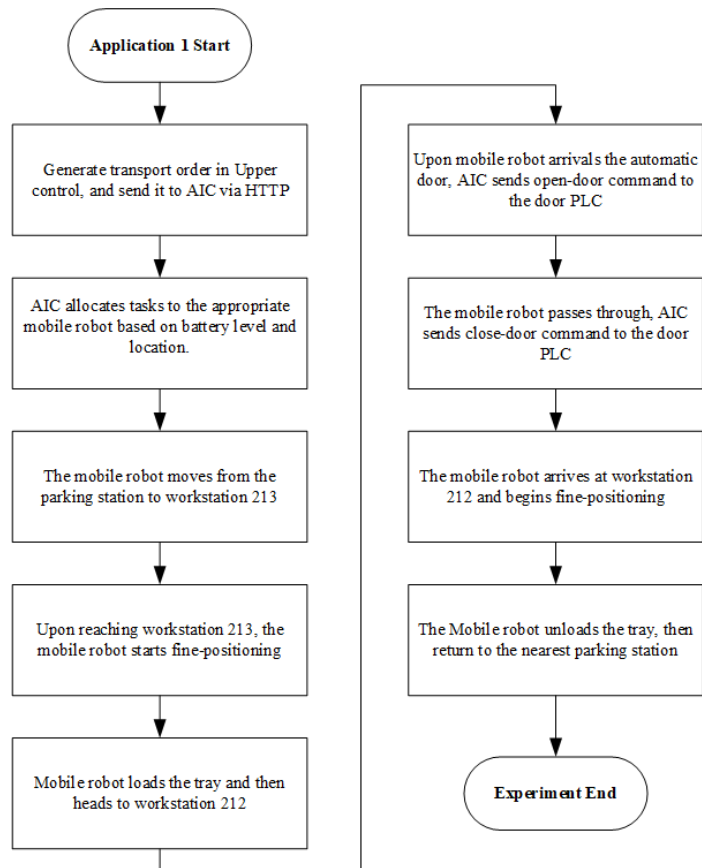 Application 1 Start
Generate transport order in Upper
control, and send it to AIC via HTTP
AIC allocates tasks to the appropriate
mobile robot based on battery level and
location.
The mobile robot moves from the
parking station to workstation 213
Upon reaching workstation 213, the
mobile robot starts fine-positioning
Mobile robot loads the tray and then
heads to workstation 212
Upon mobile robot arrivals the automatic
door, AIC sends open-door command to
the door PLC
The mobile robot passes through, AIC
sends close-door command to the door
PLC
The mobile robot arrives at workstation
212 and begins fine-positioning
The Mobile robot unloads the tray, then
return to the nearest parking station
Experiment End